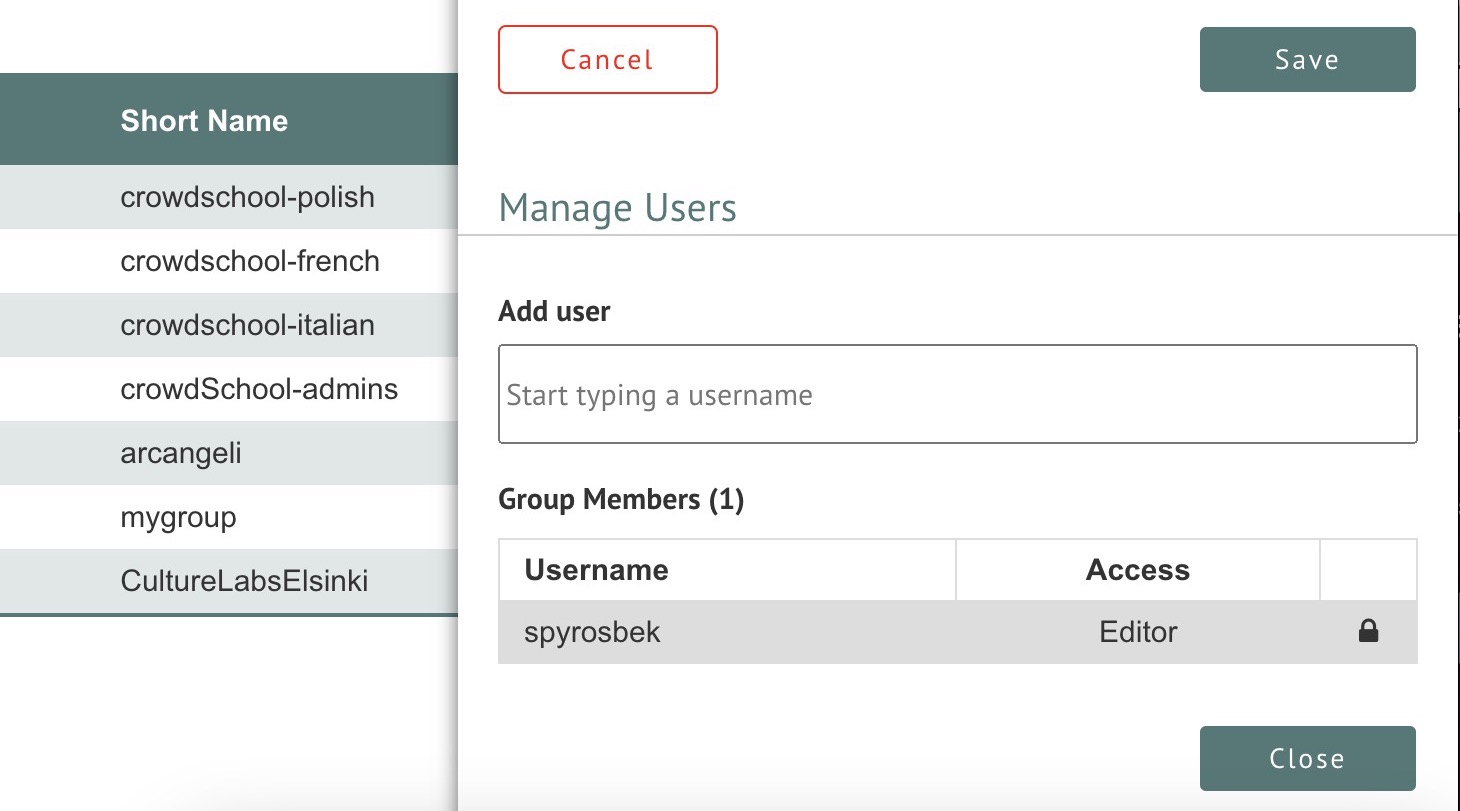 Short Name
crowdschool-polish
crowdschool-french
crowdschool-italian
crowdSchool-admins
arcangeli
mygroup
CultureLabsElsinki
Cancel
Save
Manage Users
Add user
Start typing a username
Group Members (1)
Username Access
spyrosbek Editor
Close